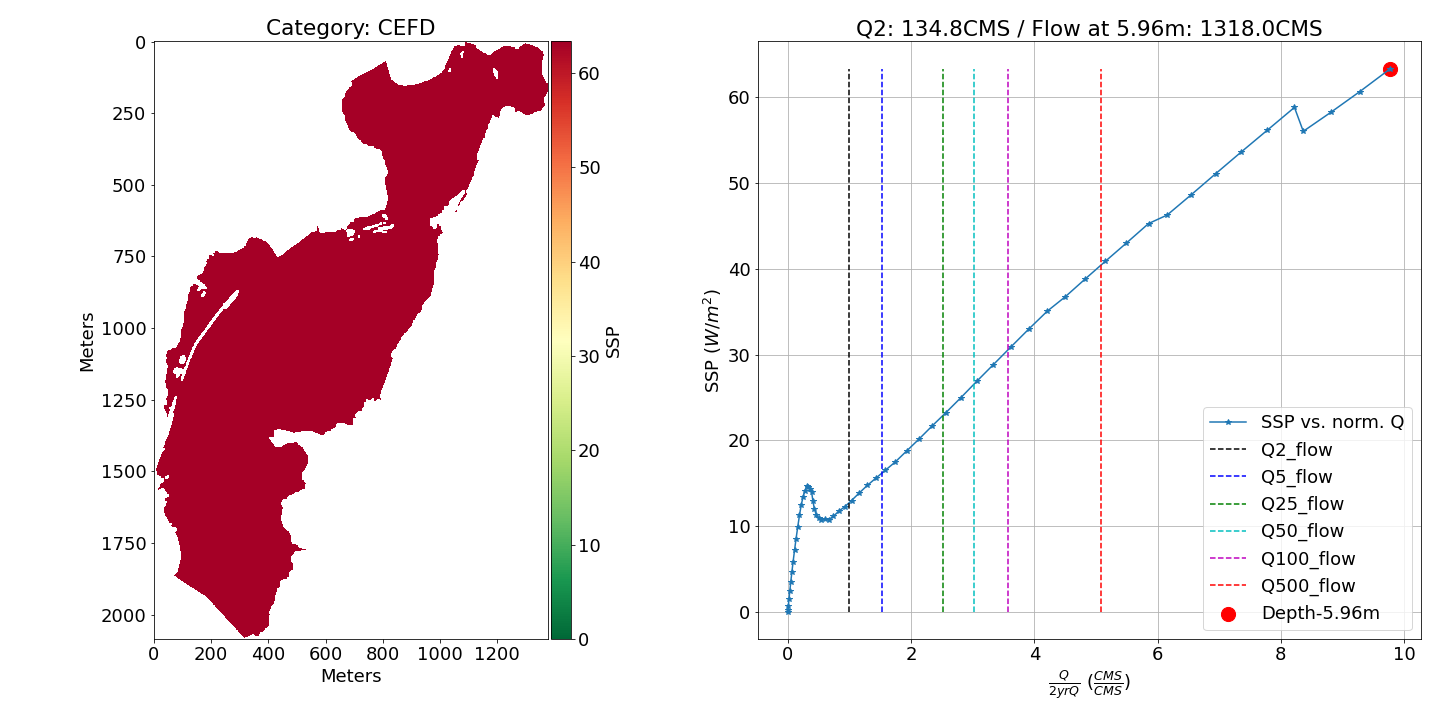 Category: CEFD
0
250
500
750
1000
1250
1500
1750
2000
Meters
0
200
400
600
800
1000
1200
Meters
60
50
40
30
20
10
0
SSP
Q2: 134.8CMS / Flow at 5.96m: 1318.0CMS
60
50
40
30
20
10
0
SSP (W/m²)
0
2
4
6
8
10
Q/2yrQ (CMS/CMS)
SSP vs. norm. Q
Q2_flow
Q5_flow
Q25_flow
Q50_flow
Q100_flow
Q500_flow
Depth-5.96m